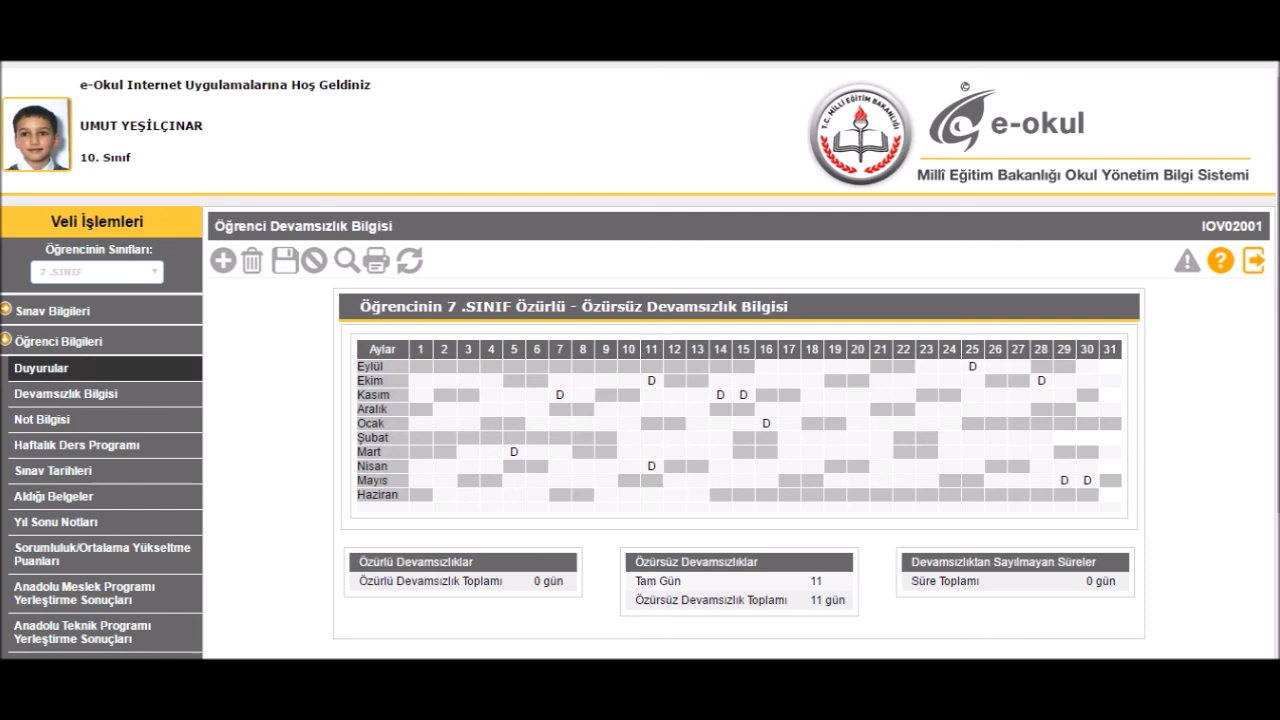 e-Okul Internet Uygulamalarına Hoş Geldiniz
UMUT YEŞİLÇINAR
10. Sınıf
T.C. MİLLİ EĞİTİM BAKANLIĞI
©
e-okul
Millî Eğitim Bakanlığı Okul Yönetim Bilgi Sistemi
Veli İşlemleri
Öğrencinin Sınıfları:
7 .SINIF
Sınav Bilgileri
Öğrenci Bilgileri
Duyurular
Devamsızlık Bilgisi
Not Bilgisi
Haftalık Ders Programı
Sınav Tarihleri
Aldığı Belgeler
Yıl Sonu Notları
Sorumluluk/Ortalama Yükseltme
Puanları
Anadolu Meslek Programı
Yerleştirme Sonuçları
Anadolu Teknik Programı
Yerleştirme Sonuçları
Öğrenci Devamsızlık Bilgisi IOV02001
?
Öğrencinin 7 .SINIF Özürlü - Özürsüz Devamsızlık Bilgisi
Aylar 1 2 3 4 5 6 7 8 9 10 11 12 13 14 15 16 17 18 19 20 21 22 23 24 25 26 27 28 29 30 31
Eylül D
Ekim D D
Kasım D D D
Aralık
Ocak D
Şubat
Mart D
Nisan D
Mayıs D D
Haziran
Özürlü Devamsızlıklar
Özürlü Devamsızlık Toplamı 0 gün
Özürsüz Devamsızlıklar
Tam Gün 11
Özürsüz Devamsızlık Toplamı 11 gün
Devamsızlıktan Sayılmayan Süreler
Süre Toplamı 0 gün